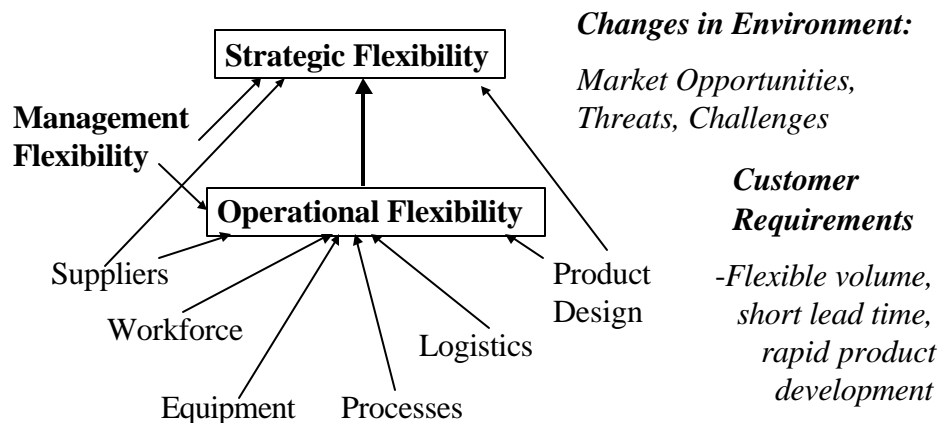 Changes in Environment:
Strategic Flexibility
Market Opportunities,
Threats, Challenges
Management
Flexibility
Customer
Requirements
Operational Flexibility
Suppliers
Product
Design
-Flexible volume,
short lead time,
rapid product
development
Workforce
Logistics
Equipment
Processes